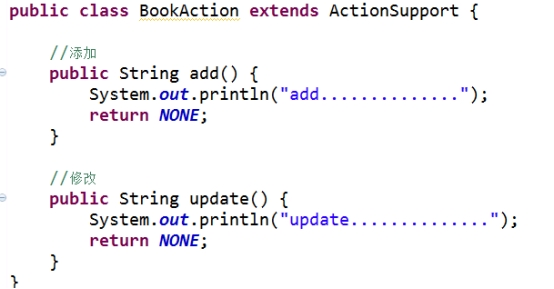 public class BookAction extends ActionSupport {
//添加
public String add() {
System.out.println("add..............");
return NONE;
}
//修改
public String update() {
System.out.println("update..............");
return NONE;
}
}